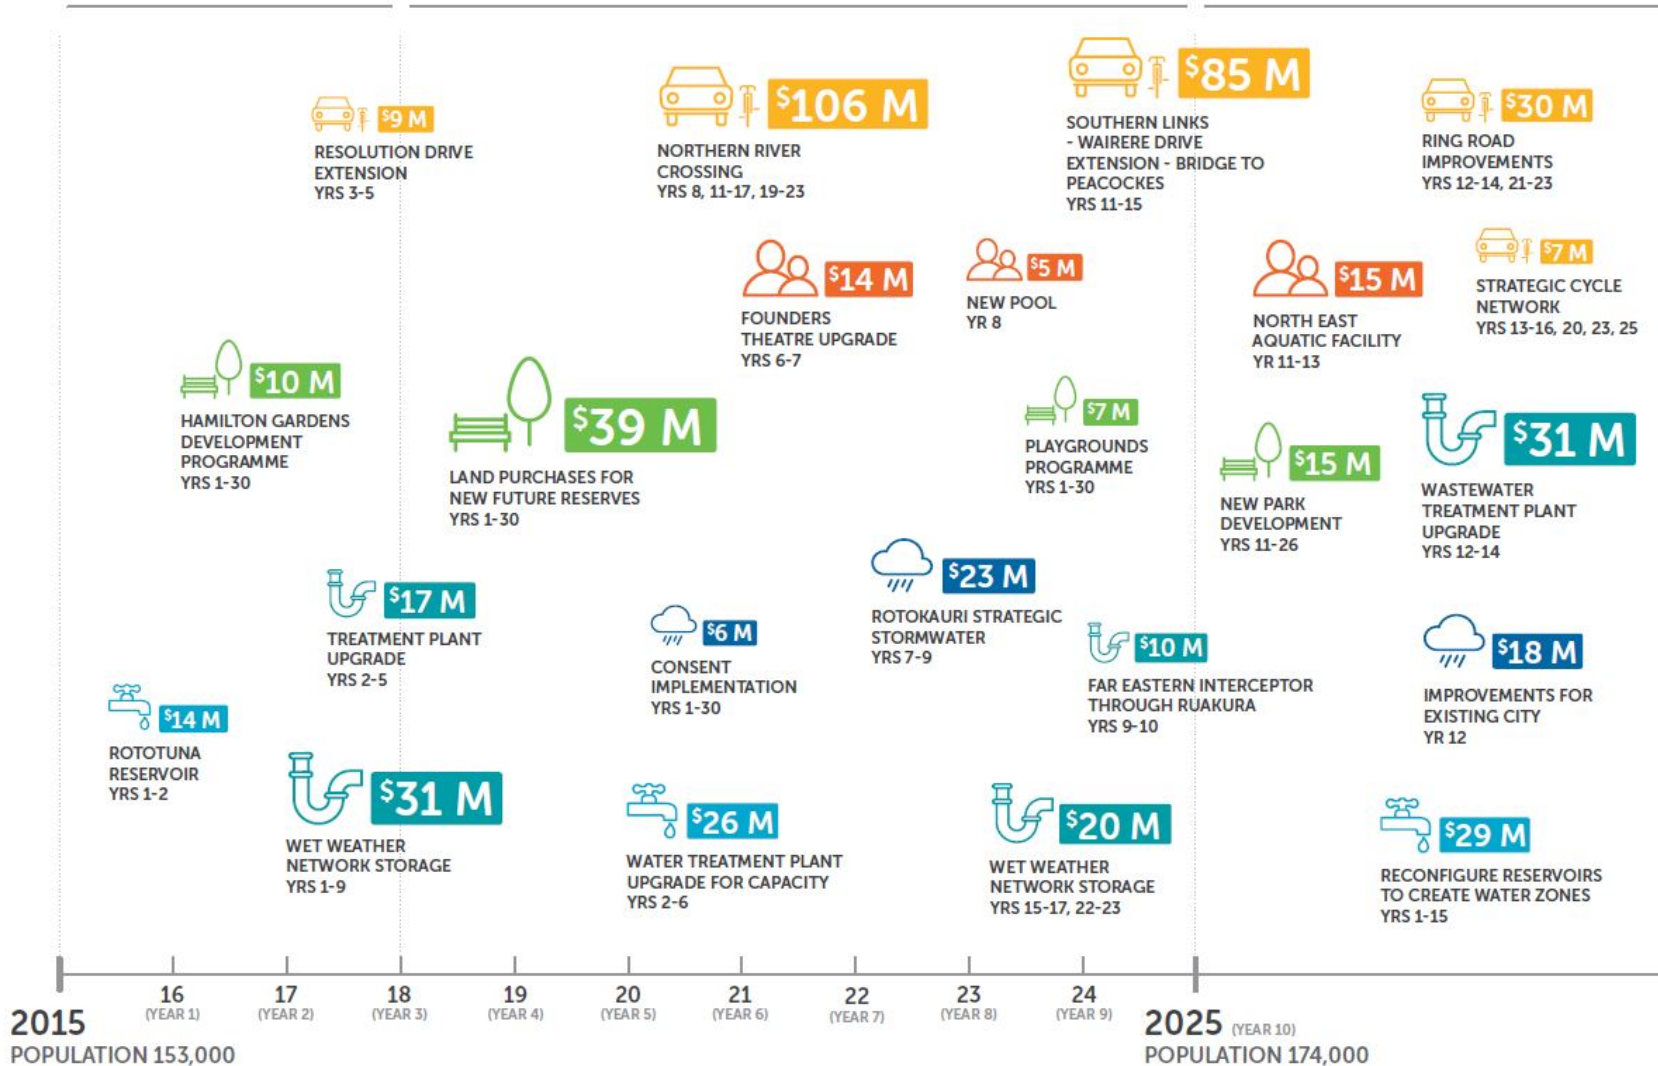 $9 M
RESOLUTION DRIVE
EXTENSION
YRS 3-5
$106 M
NORTHERN RIVER
CROSSING
YRS 8, 11-17, 19-23
$85 M
SOUTHERN LINKS
- WAIRERE DRIVE
EXTENSION - BRIDGE TO
PEACOCKES
YRS 11-15
$30 M
RING ROAD
IMPROVEMENTS
YRS 12-14, 21-23
$14 M
FOUNDERS
THEATRE UPGRADE
YRS 6-7
$5 M
NEW POOL
YR 8
$15 M
NORTH EAST
AQUATIC FACILITY
YR 11-13
$7 M
STRATEGIC CYCLE
NETWORK
YRS 13-16, 20, 23, 25
$10 M
HAMILTON GARDENS
DEVELOPMENT
PROGRAMME
YRS 1-30
$39 M
LAND PURCHASES FOR
NEW FUTURE RESERVES
YRS 1-30
$7 M
PLAYGROUNDS
PROGRAMME
YRS 1-30
$15 M
NEW PARK
DEVELOPMENT
YRS 11-26
$31 M
WASTEWATER
TREATMENT PLANT
UPGRADE
YRS 12-14
$17 M
TREATMENT PLANT
UPGRADE
YRS 2-5
$6 M
CONSENT
IMPLEMENTATION
YRS 1-30
$23 M
ROTOKAURI STRATEGIC
STORMWATER
YRS 7-9
$10 M
FAR EASTERN INTERCEPTOR
THROUGH RUAKURA
YRS 9-10
$18 M
IMPROVEMENTS FOR
EXISTING CITY
YR 12
$14 M
ROTOTUNA
RESERVOIR
YRS 1-2
$31 M
WET WEATHER
NETWORK STORAGE
YRS 1-9
$26 M
WATER TREATMENT PLANT
UPGRADE FOR CAPACITY
YRS 2-6
$20 M
WET WEATHER
NETWORK STORAGE
YRS 15-17, 22-23
$29 M
RECONFIGURE RESERVOIRS
TO CREATE WATER ZONES
YRS 1-15
16 17 18 19 20 21 22 23 24
(YEAR 1) (YEAR 2) (YEAR 3) (YEAR 4) (YEAR 5) (YEAR 6) (YEAR 7) (YEAR 8) (YEAR 9)
2015
POPULATION 153,000
2025 (YEAR 10)
POPULATION 174,000